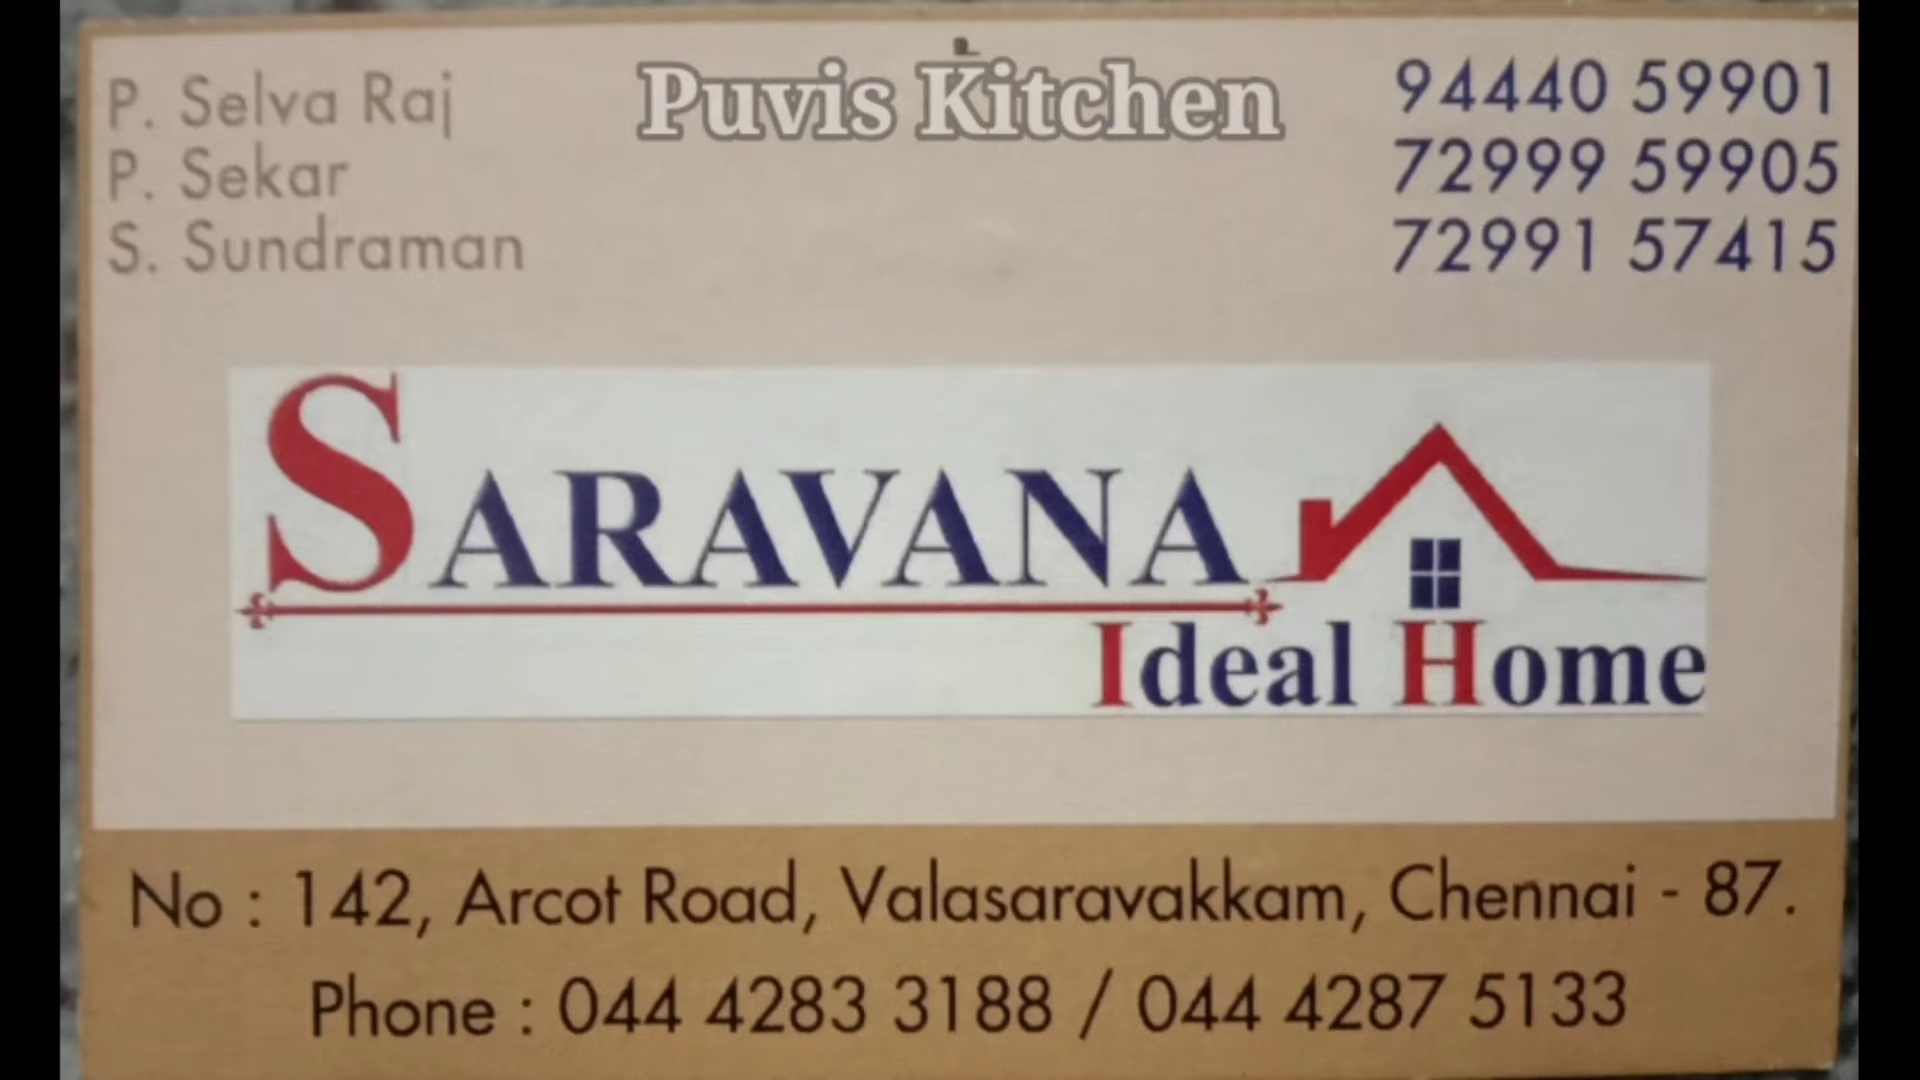 P. Selva Raj
P. Sekar
S. Sundraman
Puvis Kitchen
94440 59901
72999 59905
72991 57415
SARAVANA
Ideal Home
No : 142, Arcot Road, Valasaravakkam, Chennai - 87.
Phone : 044 4283 3188 / 044 4287 5133